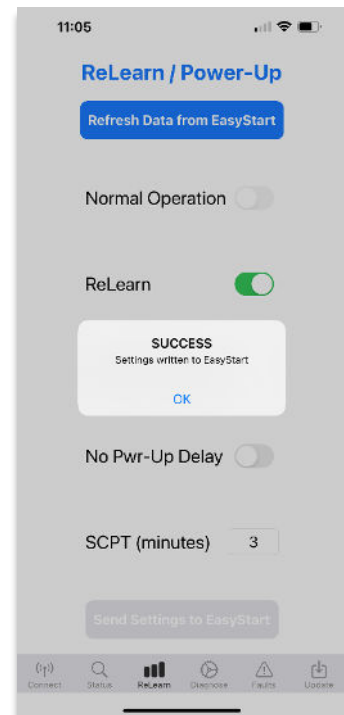 11:05
ReLearn / Power-Up
Refresh Data from EasyStart
Normal Operation
ReLearn
SUCCESS
Settings written to EasyStart
OK
No Pwr-Up Delay
SCPT (minutes) 3
Send Settings to EasyStart
Connect Status ReLearn Diagnose Faults Update